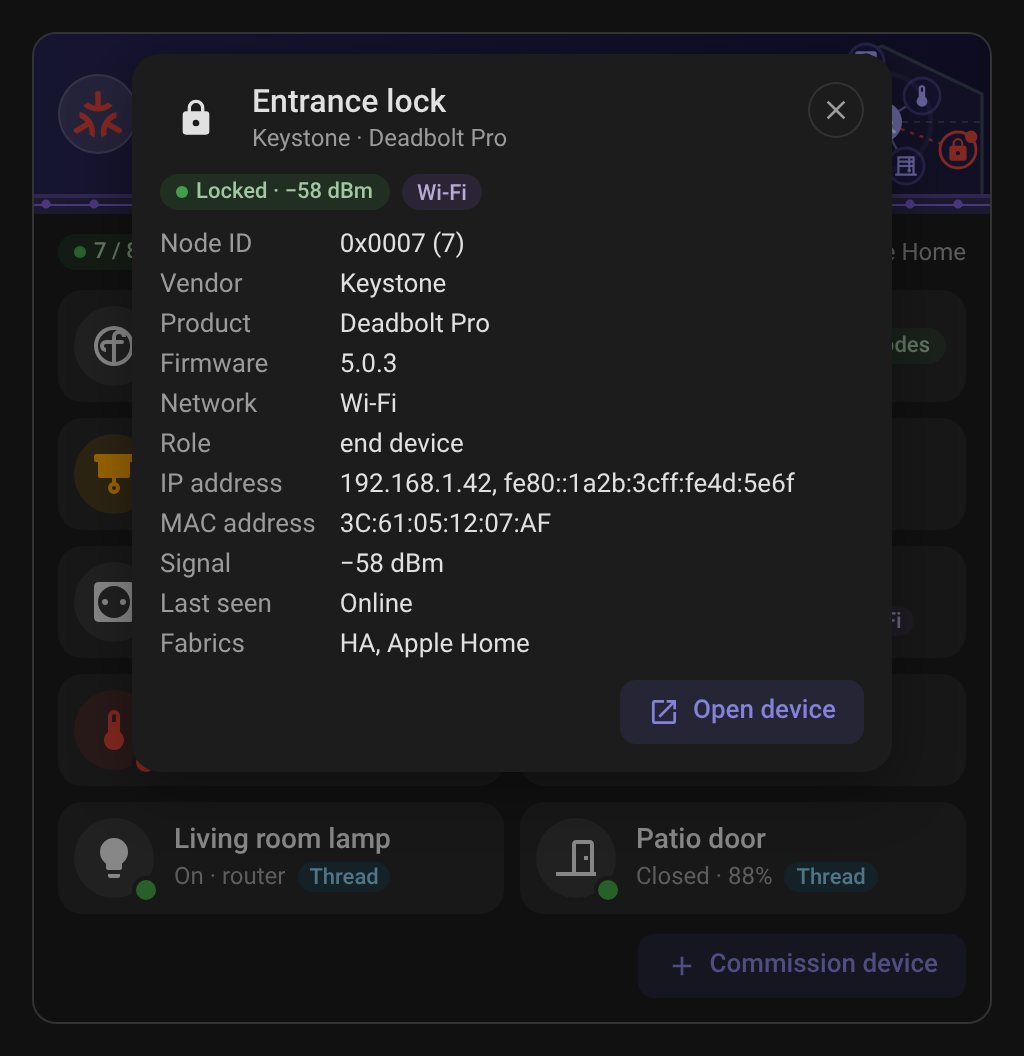 Entrance lock
Keystone · Deadbolt Pro
Locked · −58 dBm Wi-Fi
7 / 8
Home
Node ID 0x0007 (7)
Vendor Keystone
Product Deadbolt Pro
Firmware 5.0.3
Network Wi-Fi
Role end device
IP address 192.168.1.42, fe80::1a2b:3cff:fe4d:5e6f
MAC address 3C:61:05:12:07:AF
Signal −58 dBm
Last seen Online
Fabrics HA, Apple Home
Open device
Living room lamp
On · router Thread
Patio door
Closed · 88% Thread
Commission device